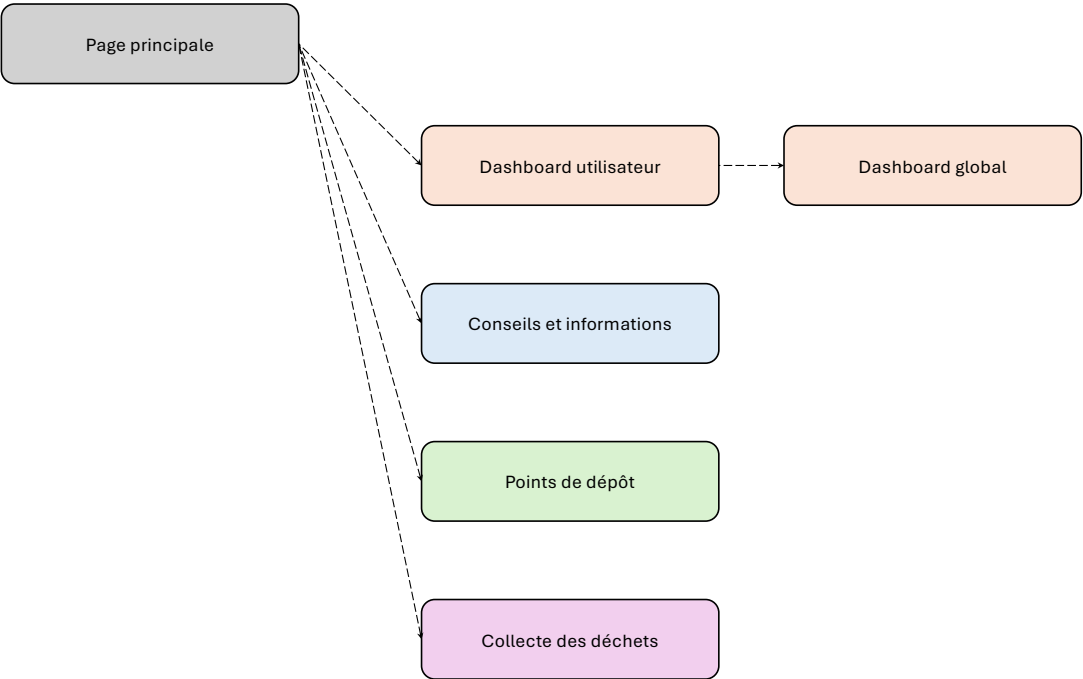 Page principale
Dashboard utilisateur
Dashboard global
Conseils et informations
Points de dépôt
Collecte des déchets